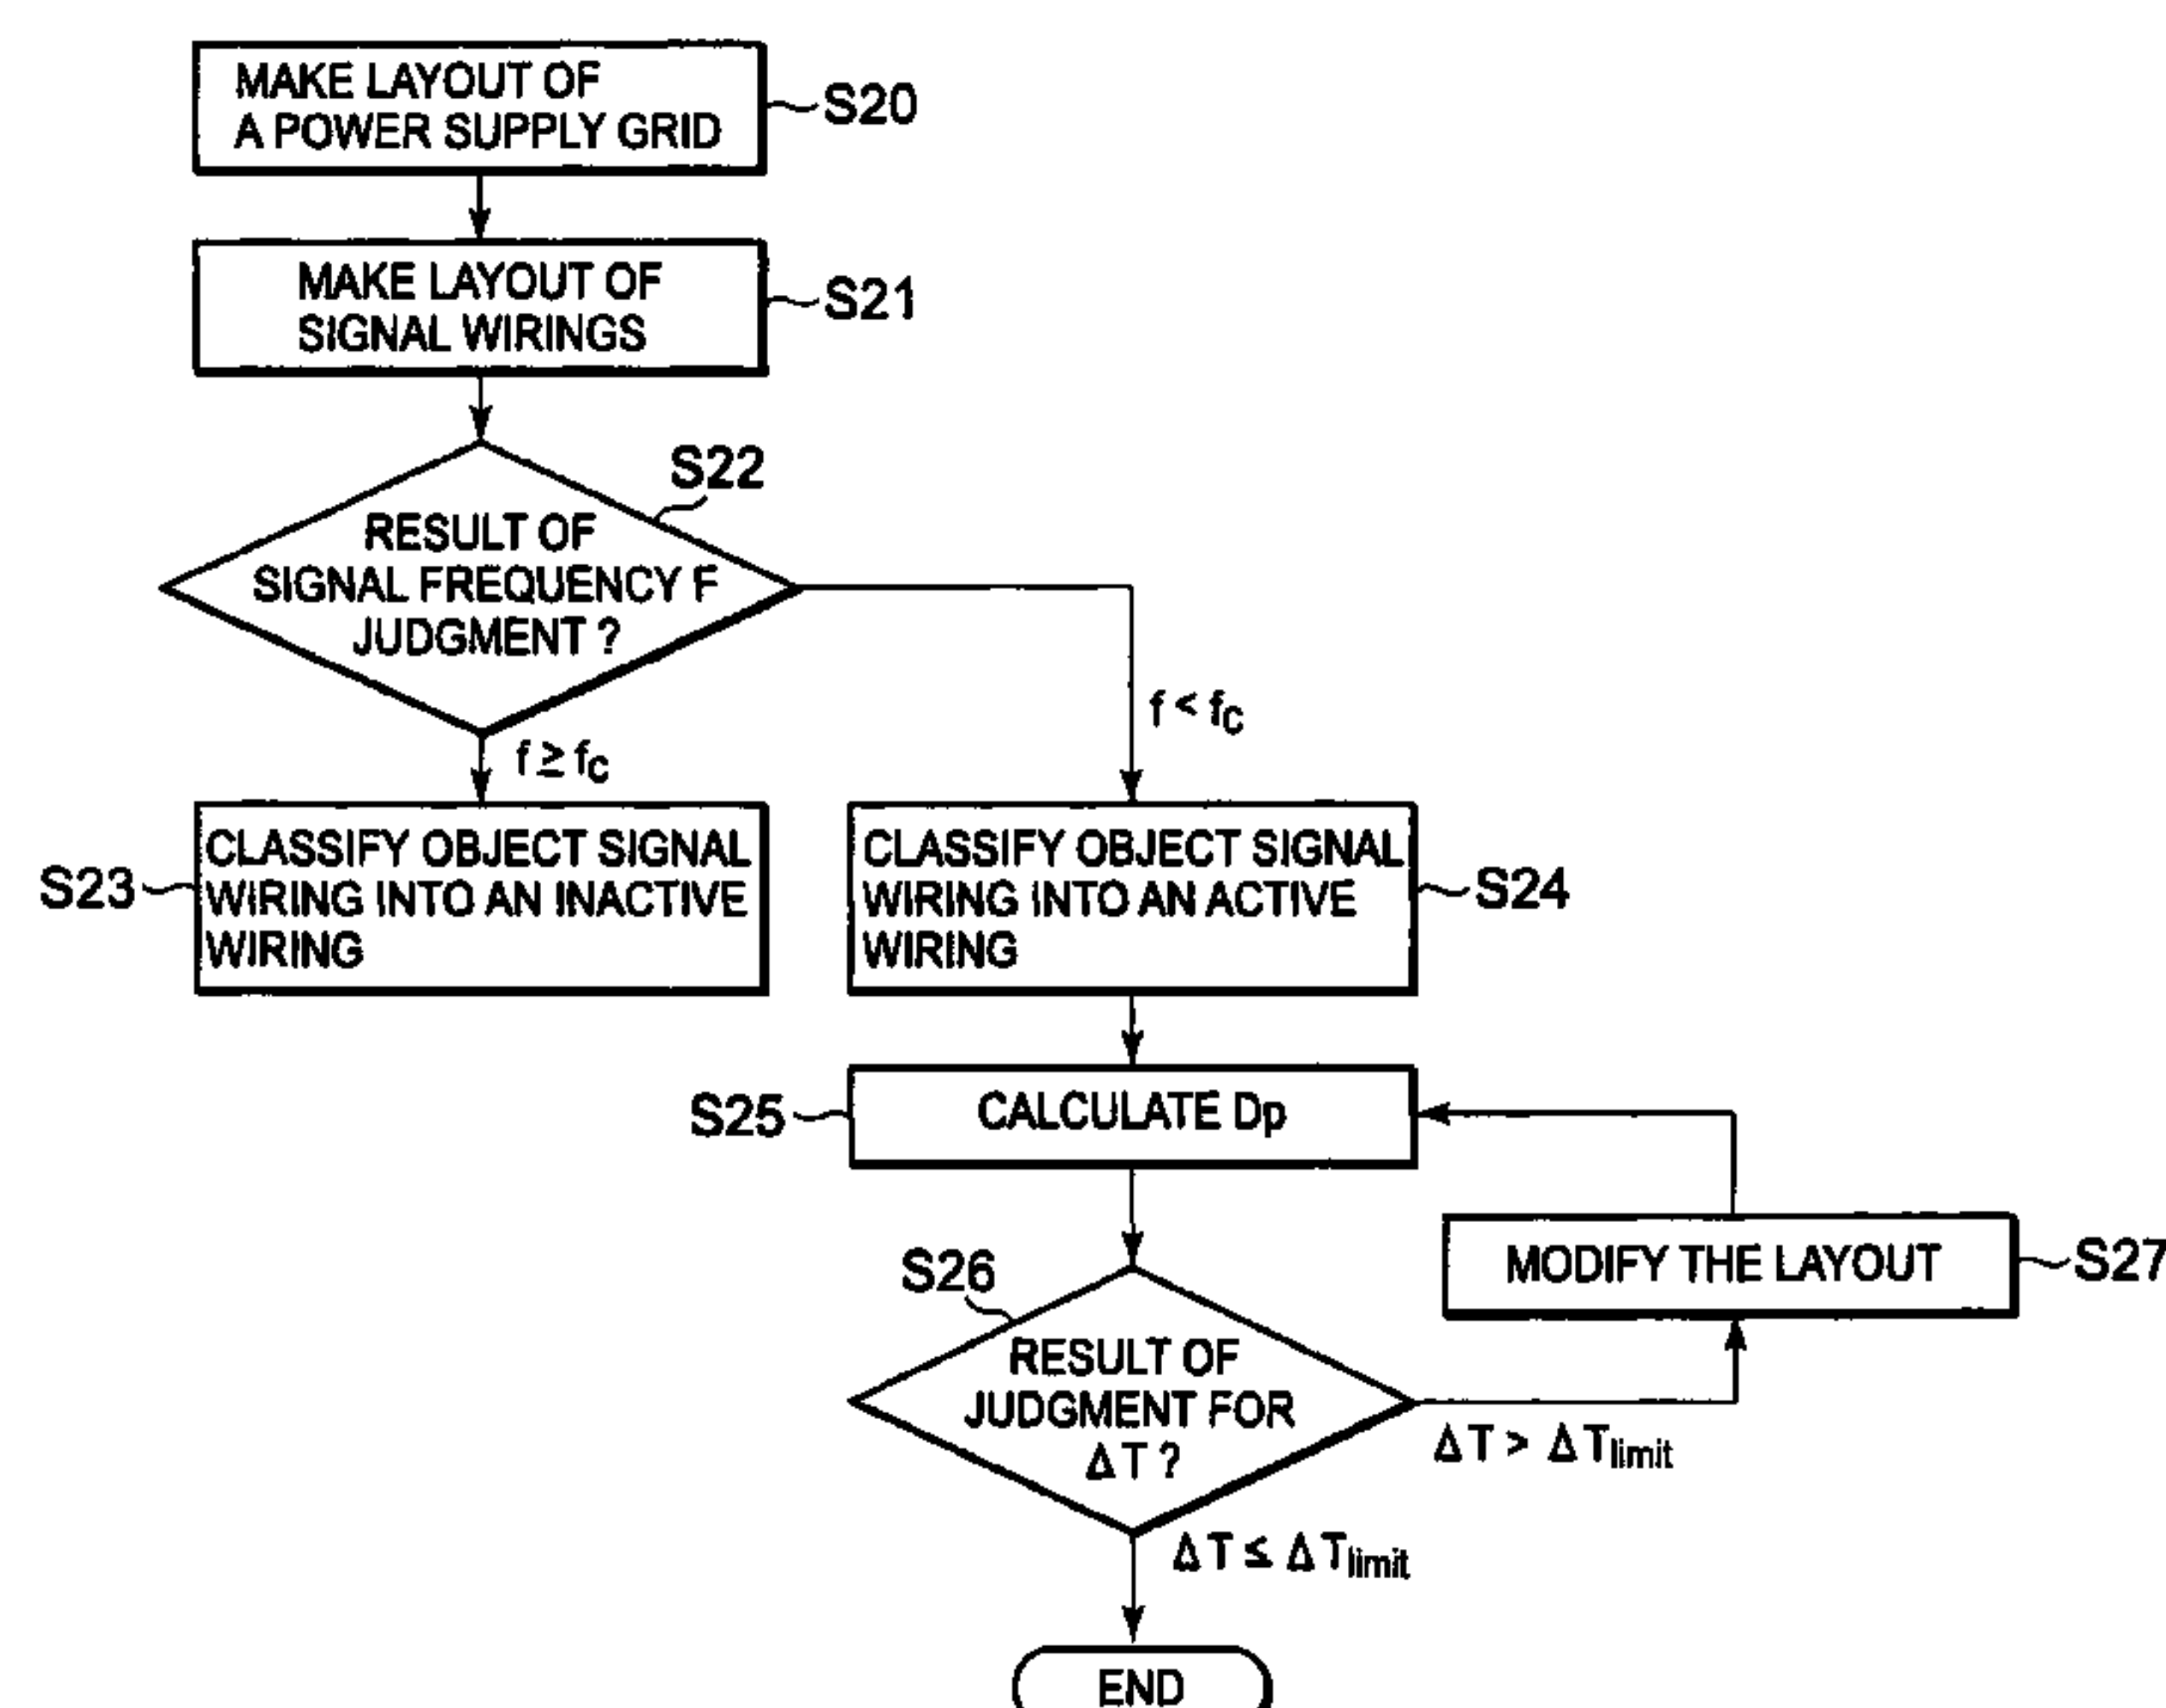 MAKE LAYOUT OF
A POWER SUPPLY GRID
S20
MAKE LAYOUT OF
SIGNAL WIRINGS
S21
S22
RESULT OF
SIGNAL FREQUENCY F
JUDGMENT ?
f < fC
f ≥ fC
S23
CLASSIFY OBJECT SIGNAL
WIRING INTO AN INACTIVE
WIRING
CLASSIFY OBJECT SIGNAL
WIRING INTO AN ACTIVE
WIRING
S24
S25
CALCULATE Dp
S26
RESULT OF
JUDGMENT FOR
ΔT ?
MODIFY THE LAYOUT
S27
ΔT > ΔTlimit
ΔT ≤ ΔTlimit
END